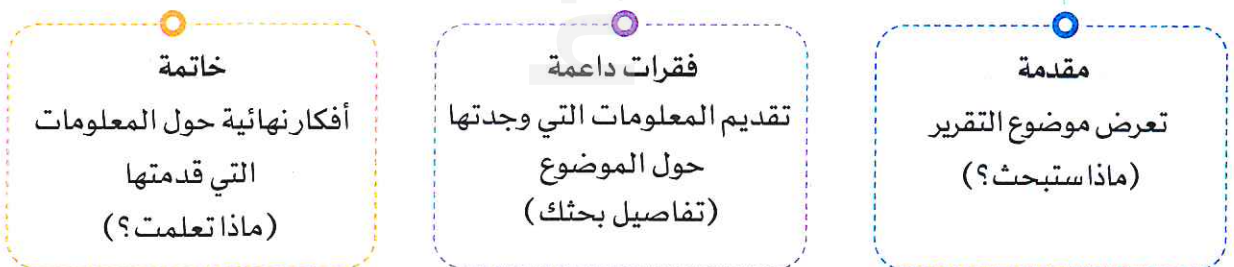 مقدمة
تعرض موضوع التقرير
(ماذا ستبحث؟)
فقرات داعمة
تقديم المعلومات التي وجدتها
حول الموضوع
(تفاصيل بحثك)
خاتمة
أفكار نهائية حول المعلومات
التي قدمتها
(ماذا تعلمت؟)